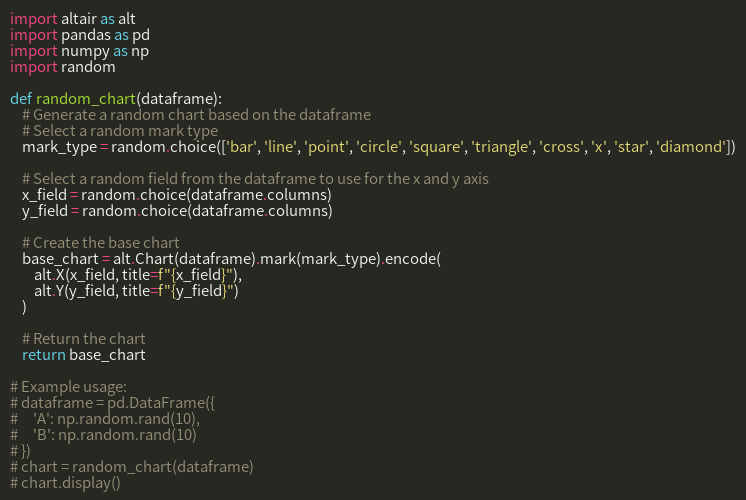 import altair as alt
import pandas as pd
import numpy as np
import random

def random_chart(dataframe):
    # Generate a random chart based on the dataframe
    # Select a random mark type
    mark_type = random.choice(['bar', 'line', 'point', 'circle', 'square', 'triangle', 'cross', 'x', 'star', 'diamond'])

    # Select a random field from the dataframe to use for the x and y axis
    x_field = random.choice(dataframe.columns)
    y_field = random.choice(dataframe.columns)

    # Create the base chart
    base_chart = alt.Chart(dataframe).mark(mark_type).encode(
        alt.X(x_field, title=f"{x_field}"),
        alt.Y(y_field, title=f"{y_field}")
    )

    # Return the chart
    return base_chart

# Example usage:
# dataframe = pd.DataFrame({
#     'A': np.random.rand(10),
#     'B': np.random.rand(10)
# })
# chart = random_chart(dataframe)
# chart.display()